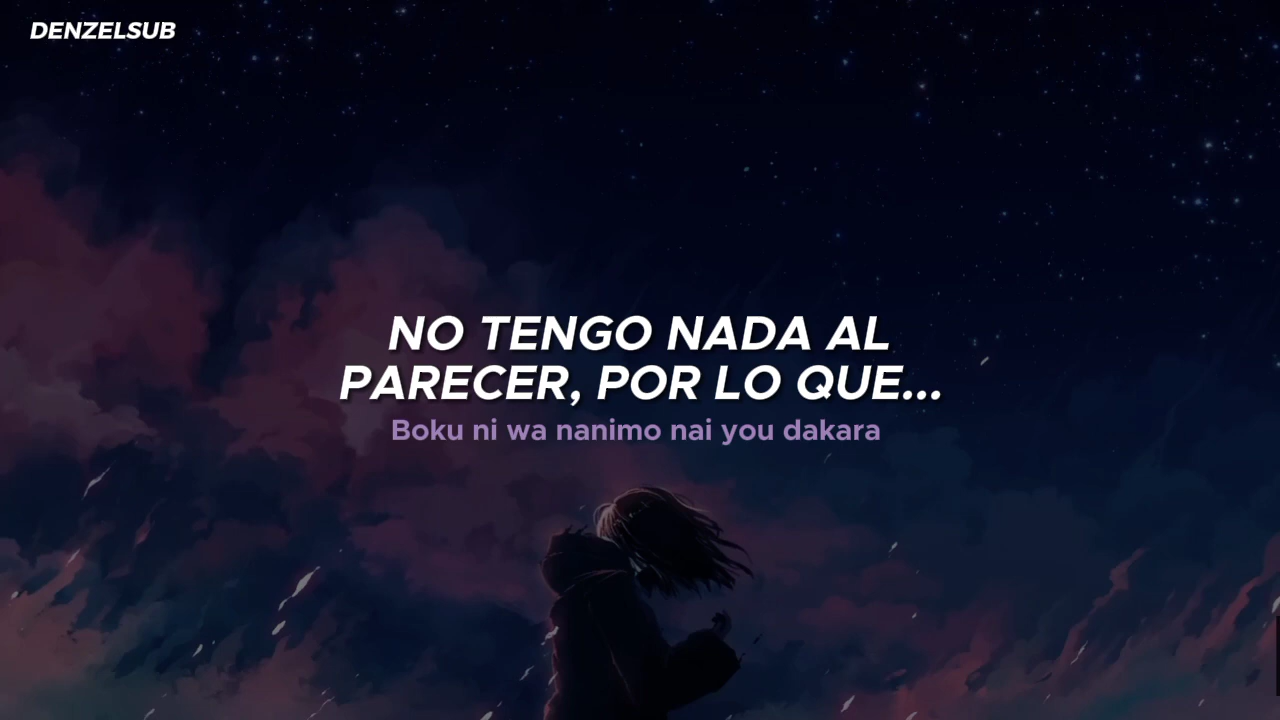 DENZELSUB
NO TENGO NADA AL
PARECER, POR LO QUE...
Boku ni wa nanimo nai you dakara